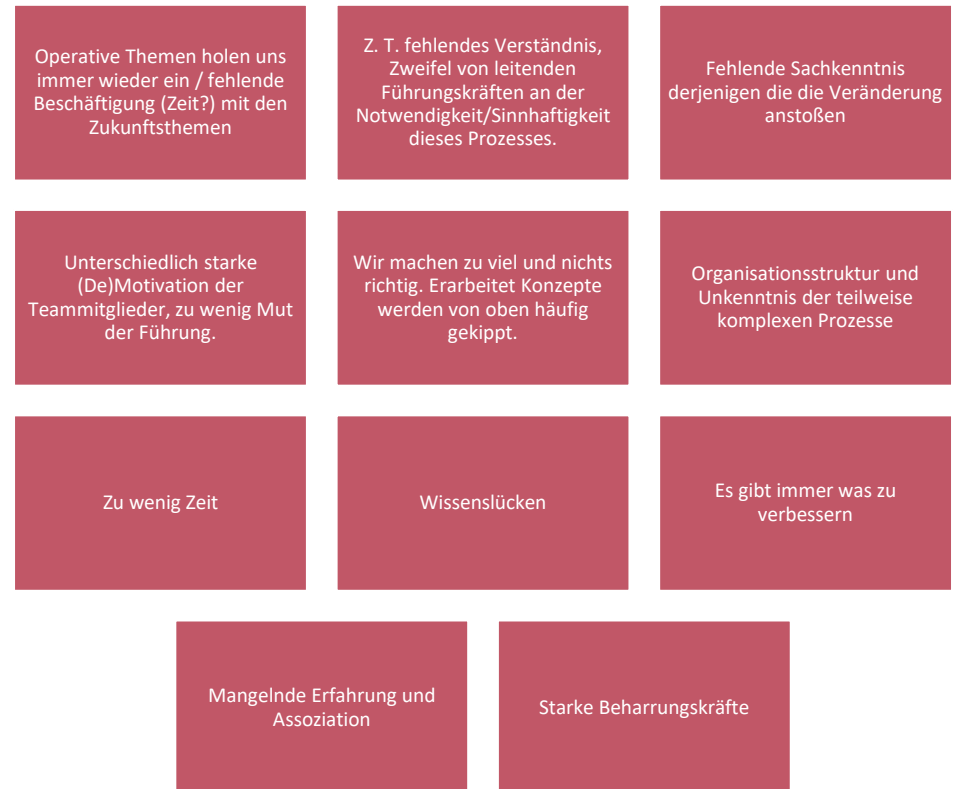 Operative Themen holen uns
immer wieder ein / fehlende
Beschäftigung (Zeit?) mit den
Zukunftsthemen
Z. T. fehlendes Verständnis,
Zweifel von leitenden
Führungskräften an der
Notwendigkeit/Sinnhaftigkeit
dieses Prozesses.
Fehlende Sachkenntnis
derjenigen die die Veränderung
anstoßen
Unterschiedlich starke
(De)Motivation der
Teammitglieder, zu wenig Mut
der Führung.
Wir machen zu viel und nichts
richtig. Erarbeitet Konzepte
werden von oben häufig
gekippt.
Organisationsstruktur und
Unkenntnis der teilweise
komplexen Prozesse
Zu wenig Zeit
Wissenslücken
Es gibt immer was zu
verbessern
Mangelnde Erfahrung und
Assoziation
Starke Beharrungskräfte